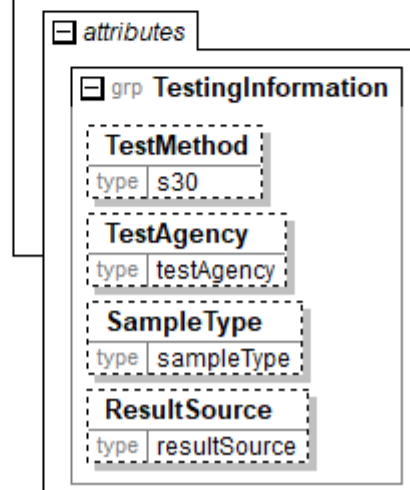 attributes
grp TestingInformation
TestMethod
type s30
TestAgency
type testAgency
SampleType
type sampleType
ResultSource
type resultSource